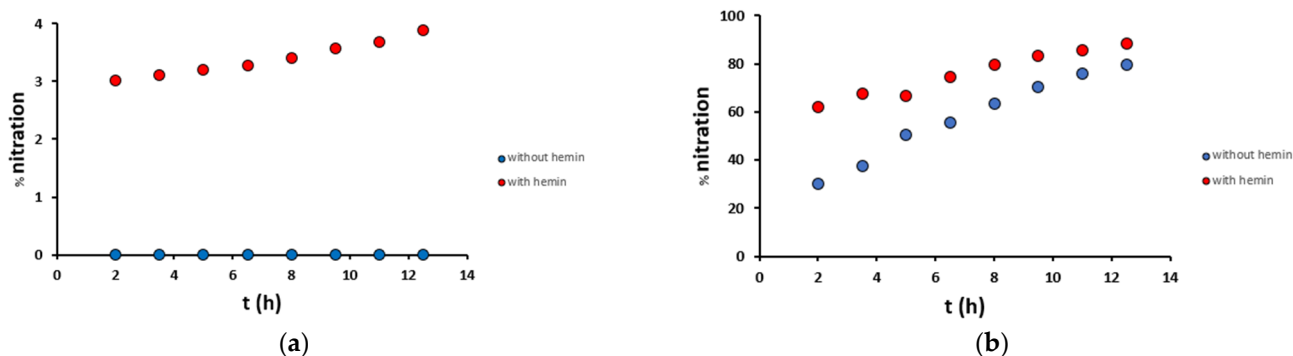 4
3
2
1
0
% nitration
0 2 4 6 8 10 12 14
t (h)
without hemin
with hemin
(a)
100
80
60
40
20
0
% nitration
0 2 4 6 8 10 12 14
t (h)
without hemin
with hemin
(b)